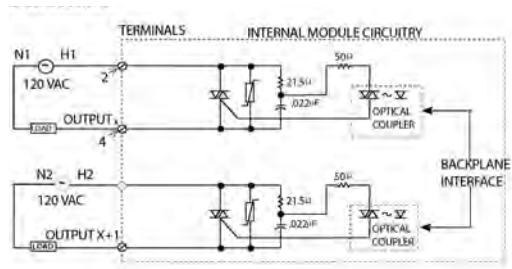 TERMINALS
INTERNAL MODULE CIRCUITRY
N1 H1
120 VAC
2
50Ω
21.5Ω
.022µF
OPTICAL
COUPLER
OUTPUT x
LOAD
4
BACKPLANE
INTERFACE
N2 H2
120 VAC
50Ω
21.5Ω
.022µF
OPTICAL
COUPLER
OUTPUT X+1
LOAD